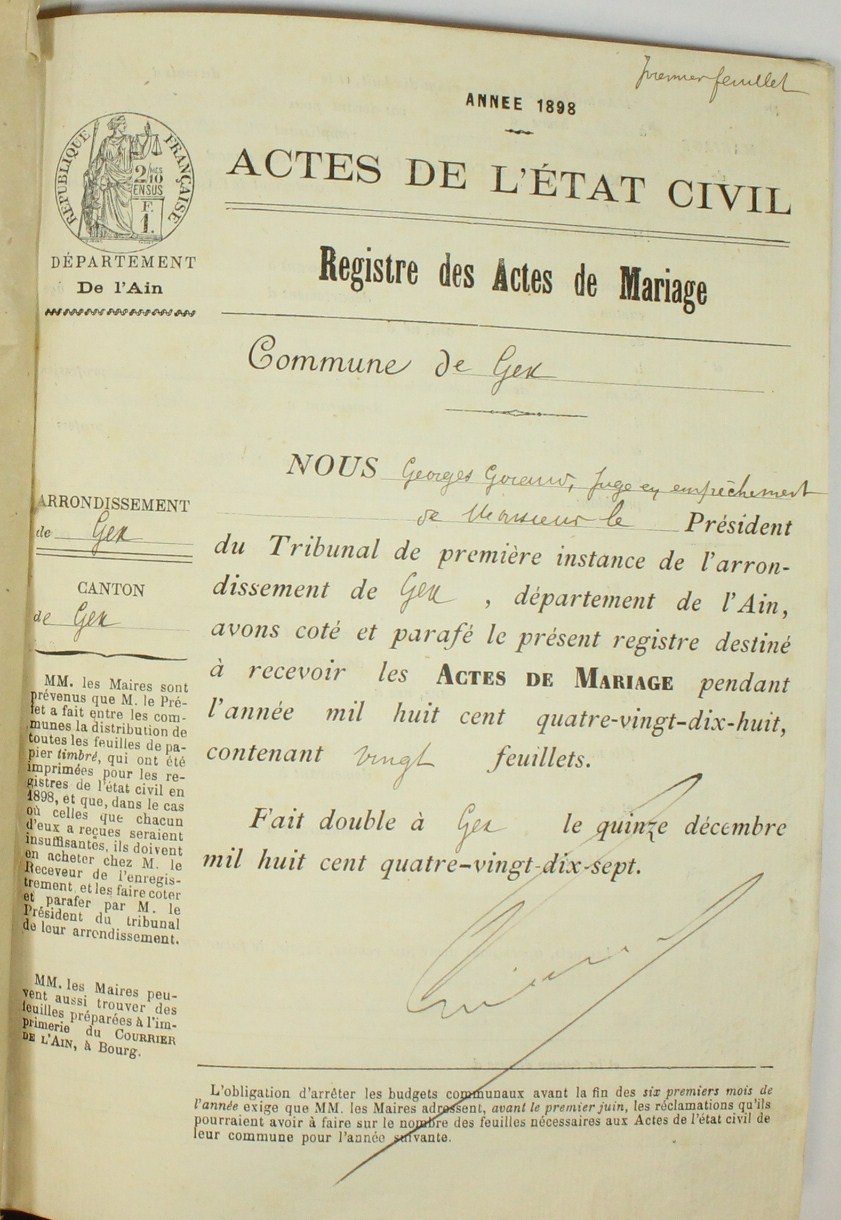 Premier feuillet
ANNEE 1898
ACTES DE L'ÉTAT CIVIL
RÉPUBLIQUE FRANÇAISE
2/10 EN SUS
F. 1.
DÉPARTEMENT
De l'Ain
Registre des Actes de Mariage
Commune de Gex
ARRONDISSEMENT
de Gex
CANTON
de Gex
MM. les Maires sont
prévenus que M. le Pré-
fet a fait entre les com-
munes la distribution de
toutes les feuilles de pa-
pier timbré, qui ont été
imprimées pour les re-
gistres de l'état civil en
1898, et que, dans le cas
où celles que chacun
d'eux a reçues seraient
insuffisantes, ils doivent
en acheter chez M. le
Receveur de l'enregis-
trement et les faire coter
et parafer par M. le
Président du tribunal
de leur arrondissement.
MM. les Maires peu-
vent aussi trouver des
feuilles préparées à l'im-
primerie du COURRIER
DE L'AIN, à Bourg.
NOUS Georges, Juge en empêchement
de Monsieur le Président
du Tribunal de première instance de l'arron-
dissement de Gex, département de l'Ain,
avons coté et parafé le présent registre destiné
à recevoir les ACTES DE MARIAGE pendant
l'année mil huit cent quatre-vingt-dix-huit,
contenant vingt feuillets.
Fait double à Gex le quinze décembre
mil huit cent quatre-vingt-dix-sept.
L'obligation d'arrêter les budgets communaux avant la fin des six premiers mois de
l'année exige que MM. les Maires adressent, avant le premier juin, les réclamations qu'ils
pourraient avoir à faire sur le nombre des feuilles nécessaires aux Actes de l'état civil de
leur commune pour l'année suivante.